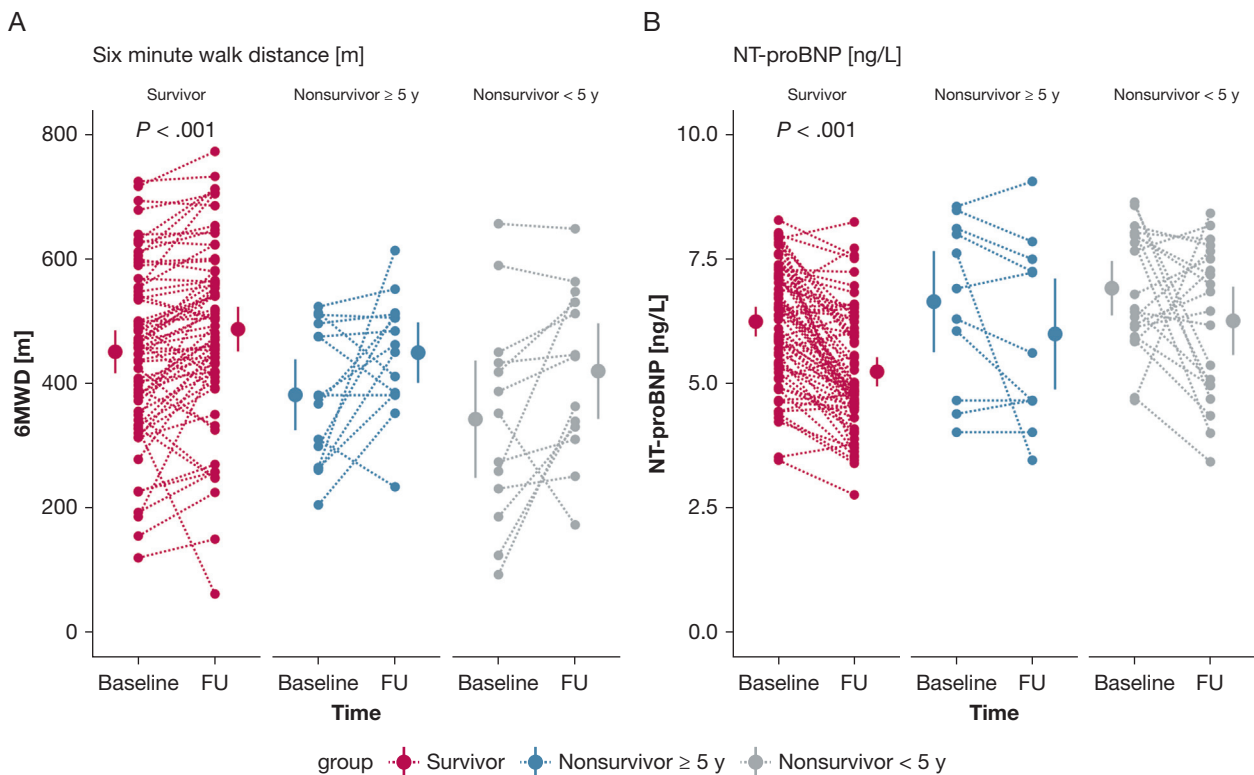 A
Six minute walk distance [m]
Survivor
Nonsurvivor ≥ 5 y
Nonsurvivor < 5 y
P < .001
800
600
400
200
0
6MWD [m]
Baseline FU
Baseline FU
Baseline FU
Time
B
NT-proBNP [ng/L]
Survivor
Nonsurvivor ≥ 5 y
Nonsurvivor < 5 y
P < .001
10.0
7.5
5.0
2.5
0.0
NT-proBNP [ng/L]
Baseline FU
Baseline FU
Baseline FU
Time
group Survivor Nonsurvivor ≥ 5 y Nonsurvivor < 5 y